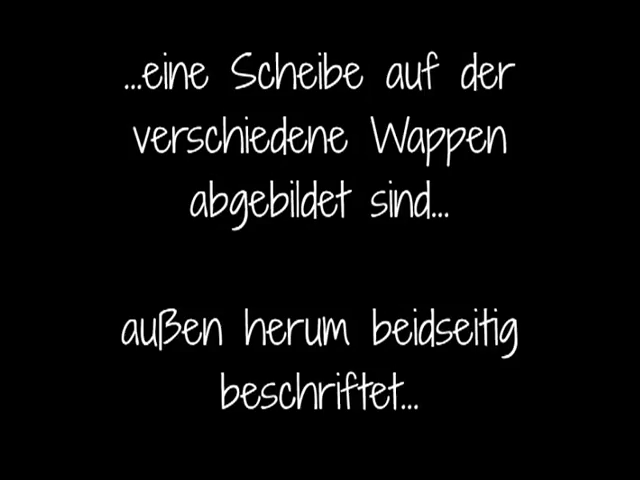 ...eine Scheibe auf der
verschiedene Wappen
abgebildet sind...
außen herum beidseitig
beschriftet...